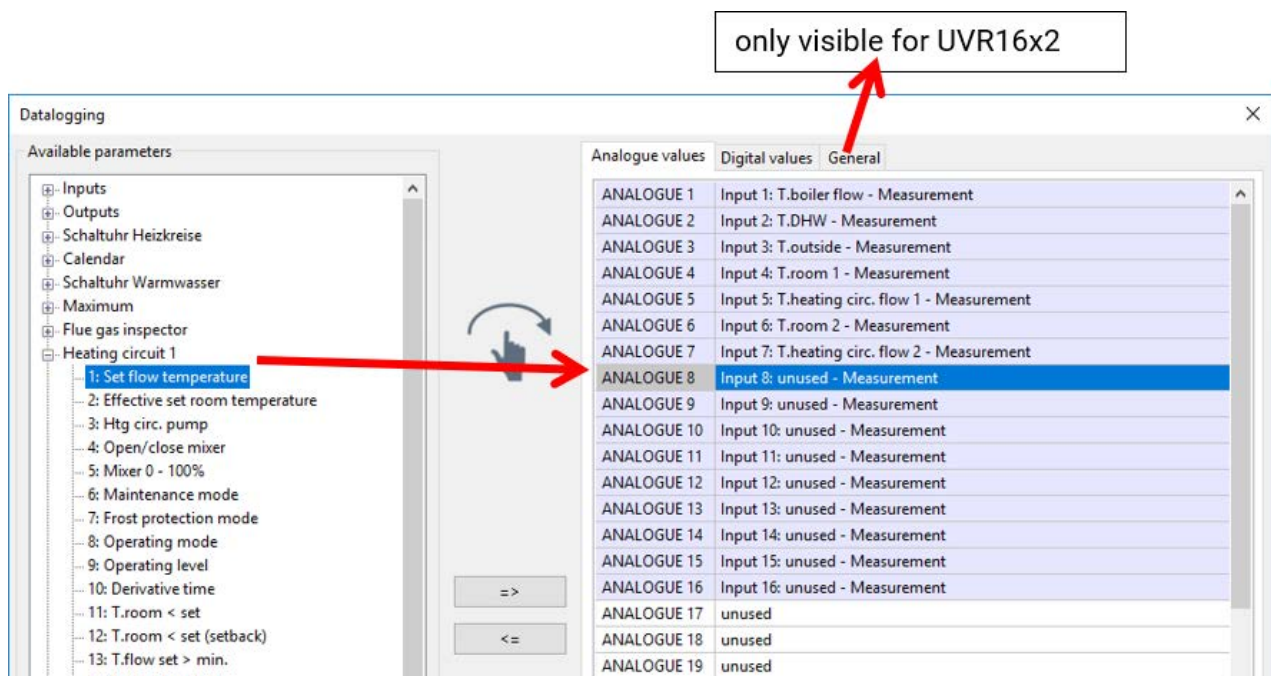 only visible for UVR16x2
Datalogging
Available parameters
Inputs
Outputs
Schaltuhr Heizkreise
Calendar
Schaltuhr Warmwasser
Maximum
Flue gas inspector
Heating circuit 1
1: Set flow temperature
2: Effective set room temperature
3: Htg circ. pump
4: Open/close mixer
5: Mixer 0 - 100%
6: Maintenance mode
7: Frost protection mode
8: Operating mode
9: Operating level
10: Derivative time
11: T.room < set
12: T.room < set (setback)
13: T.flow set > min.
=>
<=
Analogue values Digital values General
ANALOGUE 1 Input 1: T.boiler flow - Measurement
ANALOGUE 2 Input 2: T.DHW - Measurement
ANALOGUE 3 Input 3: T.outside - Measurement
ANALOGUE 4 Input 4: T.room 1 - Measurement
ANALOGUE 5 Input 5: T.heating circ. flow 1 - Measurement
ANALOGUE 6 Input 6: T.room 2 - Measurement
ANALOGUE 7 Input 7: T.heating circ. flow 2 - Measurement
ANALOGUE 8 Input 8: unused - Measurement
ANALOGUE 9 Input 9: unused - Measurement
ANALOGUE 10 Input 10: unused - Measurement
ANALOGUE 11 Input 11: unused - Measurement
ANALOGUE 12 Input 12: unused - Measurement
ANALOGUE 13 Input 13: unused - Measurement
ANALOGUE 14 Input 14: unused - Measurement
ANALOGUE 15 Input 15: unused - Measurement
ANALOGUE 16 Input 16: unused - Measurement
ANALOGUE 17 unused
ANALOGUE 18 unused
ANALOGUE 19 unused